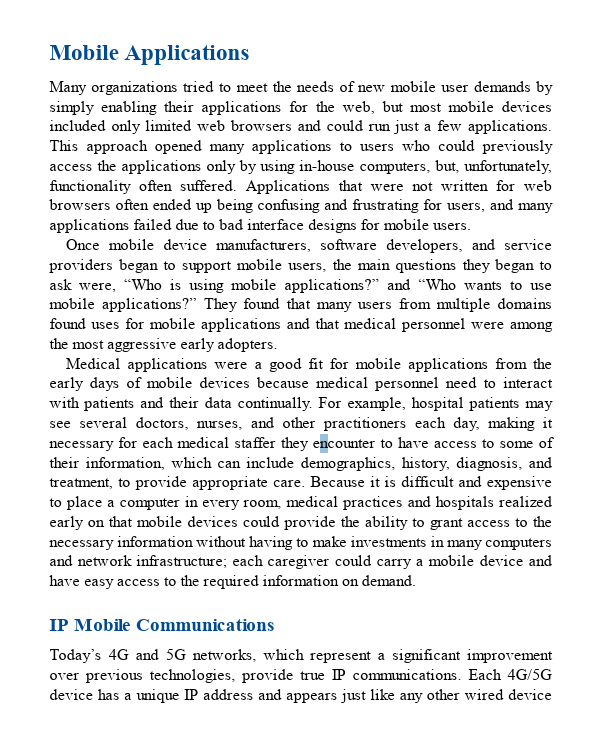 Mobile Applications
Many organizations tried to meet the needs of new mobile user demands by
simply enabling their applications for the web, but most mobile devices
included only limited web browsers and could run just a few applications.
This approach opened many applications to users who could previously
access the applications only by using in-house computers, but, unfortunately,
functionality often suffered. Applications that were not written for web
browsers often ended up being confusing and frustrating for users, and many
applications failed due to bad interface designs for mobile users.
Once mobile device manufacturers, software developers, and service
providers began to support mobile users, the main questions they began to
ask were, “Who is using mobile applications?” and “Who wants to use
mobile applications?” They found that many users from multiple domains
found uses for mobile applications and that medical personnel were among
the most aggressive early adopters.
Medical applications were a good fit for mobile applications from the
early days of mobile devices because medical personnel need to interact
with patients and their data continually. For example, hospital patients may
see several doctors, nurses, and other practitioners each day, making it
necessary for each medical staffer they encounter to have access to some of
their information, which can include demographics, history, diagnosis, and
treatment, to provide appropriate care. Because it is difficult and expensive
to place a computer in every room, medical practices and hospitals realized
early on that mobile devices could provide the ability to grant access to the
necessary information without having to make investments in many computers
and network infrastructure; each caregiver could carry a mobile device and
have easy access to the required information on demand.
IP Mobile Communications
Today’s 4G and 5G networks, which represent a significant improvement
over previous technologies, provide true IP communications. Each 4G/5G
device has a unique IP address and appears just like any other wired device